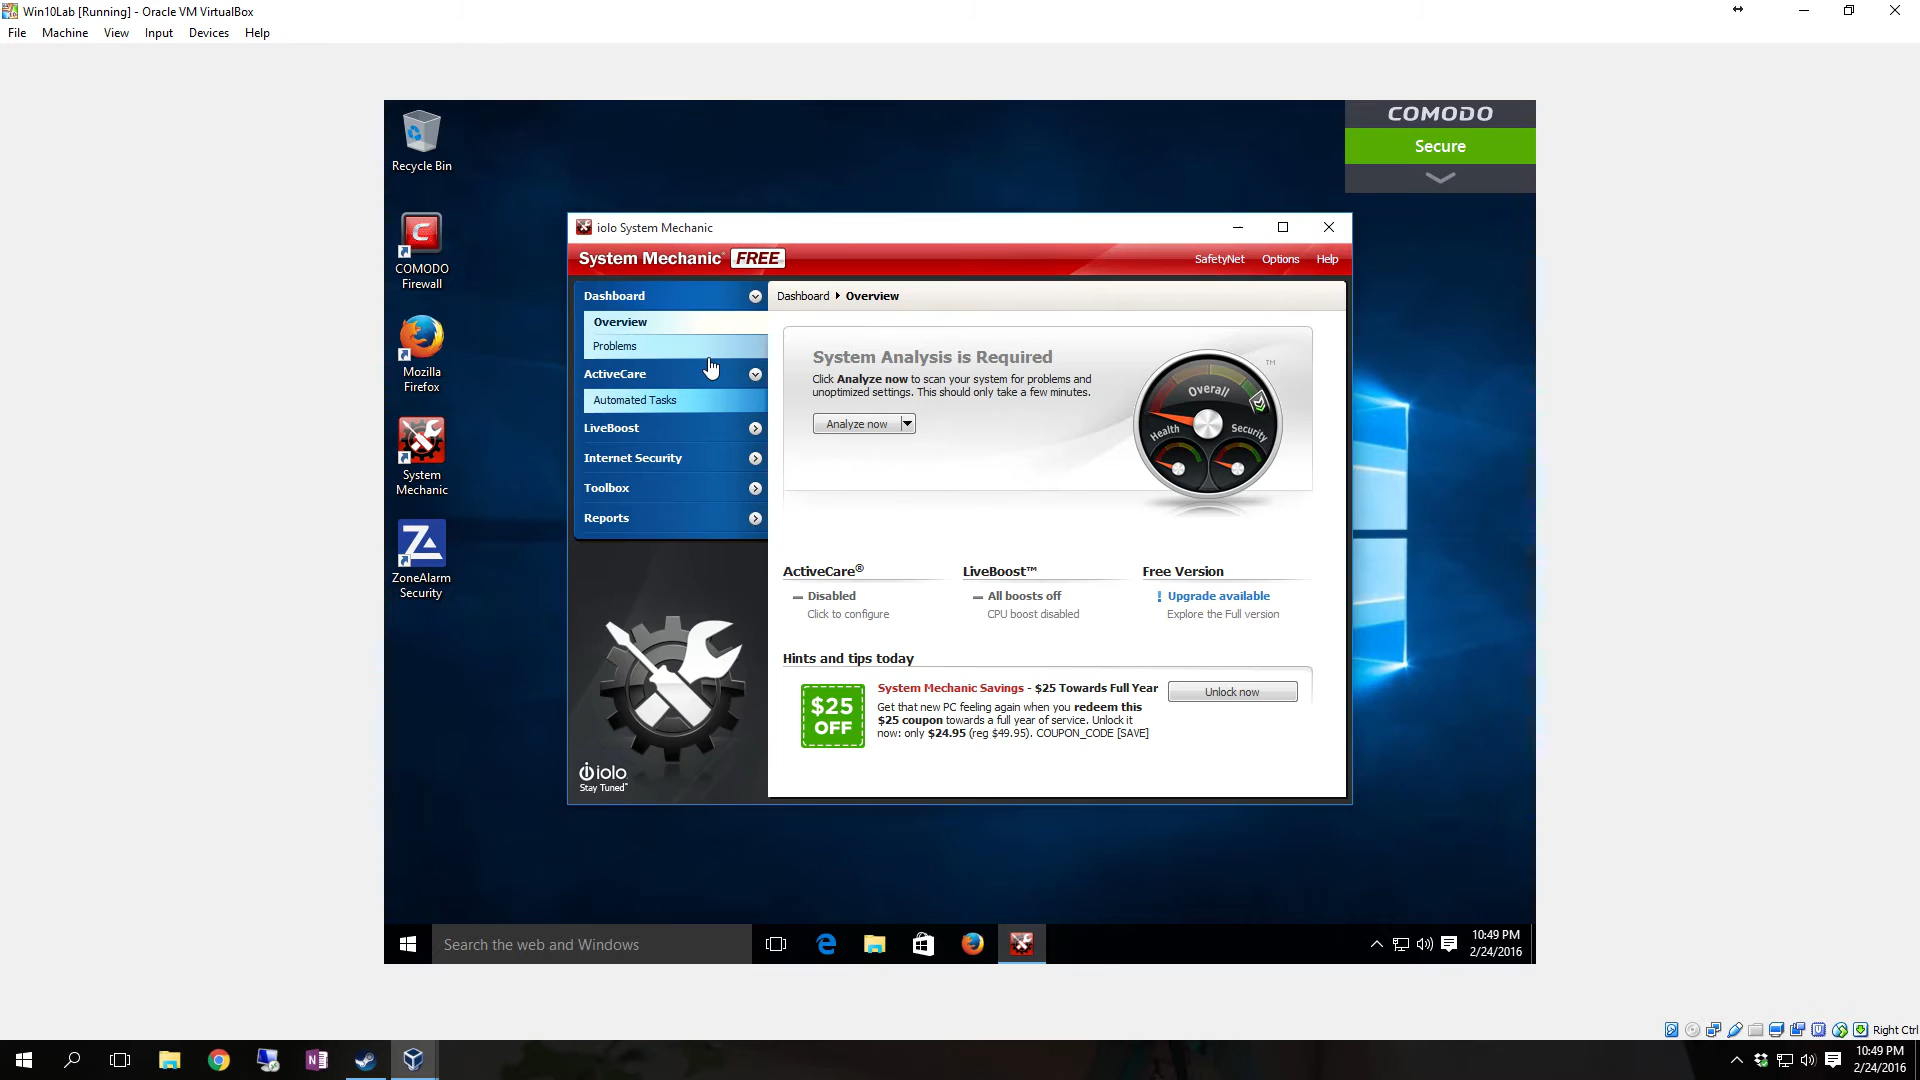 Win10Lab [Running] - Oracle VM VirtualBox
File Machine View Input Devices Help
Recycle Bin
COMODO
Firewall
Mozilla
Firefox
System
Mechanic
ZoneAlarm
Security
COMODO
Secure
iolo System Mechanic
System Mechanic® FREE
SafetyNet Options Help
Dashboard
Overview
Problems
ActiveCare
Automated Tasks
LiveBoost
Internet Security
Toolbox
Reports
iolo
Stay Tuned™
Dashboard Overview
System Analysis is Required
Click Analyze now to scan your system for problems and
unoptimized settings. This should only take a few minutes.
Analyze now
Overall
Health
Security
TM
ActiveCare®
Disabled
Click to configure
LiveBoost™
All boosts off
CPU boost disabled
Free Version
! Upgrade available
Explore the Full version
Hints and tips today
$25
OFF
System Mechanic Savings - $25 Towards Full Year
Get that new PC feeling again when you redeem this
$25 coupon towards a full year of service. Unlock it
now: only $24.95 (reg $49.95). COUPON_CODE [SAVE]
Unlock now
Search the web and Windows
10:49 PM
2/24/2016
Right Ctrl
10:49 PM
2/24/2016